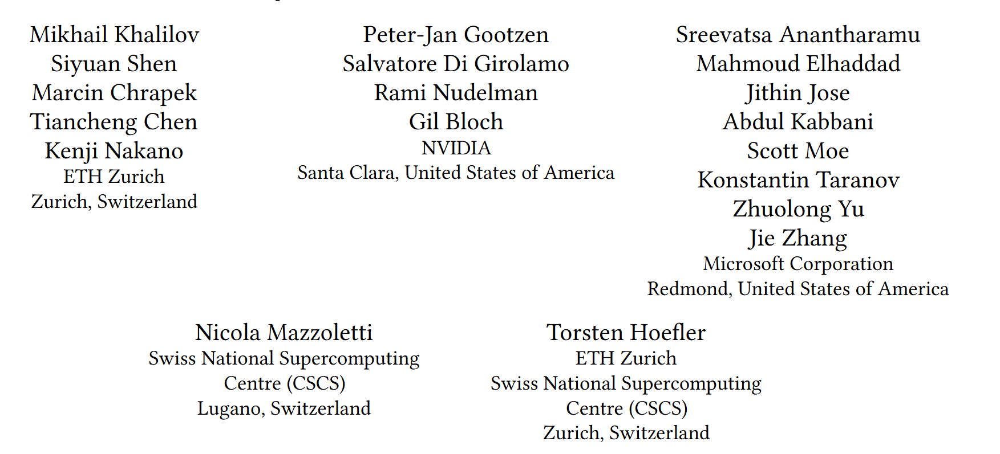 Mikhail Khalilov
Siyuan Shen
Marcin Chrapek
Tiancheng Chen
Kenji Nakano
ETH Zurich
Zurich, Switzerland
Peter-Jan Gootzen
Salvatore Di Girolamo
Rami Nudelman
Gil Bloch
NVIDIA
Santa Clara, United States of America
Sreevatsa Anantharamu
Mahmoud Elhaddad
Jithin Jose
Abdul Kabbani
Scott Moe
Konstantin Taranov
Zhuolong Yu
Jie Zhang
Microsoft Corporation
Redmond, United States of America
Nicola Mazzoletti
Swiss National Supercomputing
Centre (CSCS)
Lugano, Switzerland
Torsten Hoefler
ETH Zurich
Swiss National Supercomputing
Centre (CSCS)
Zurich, Switzerland